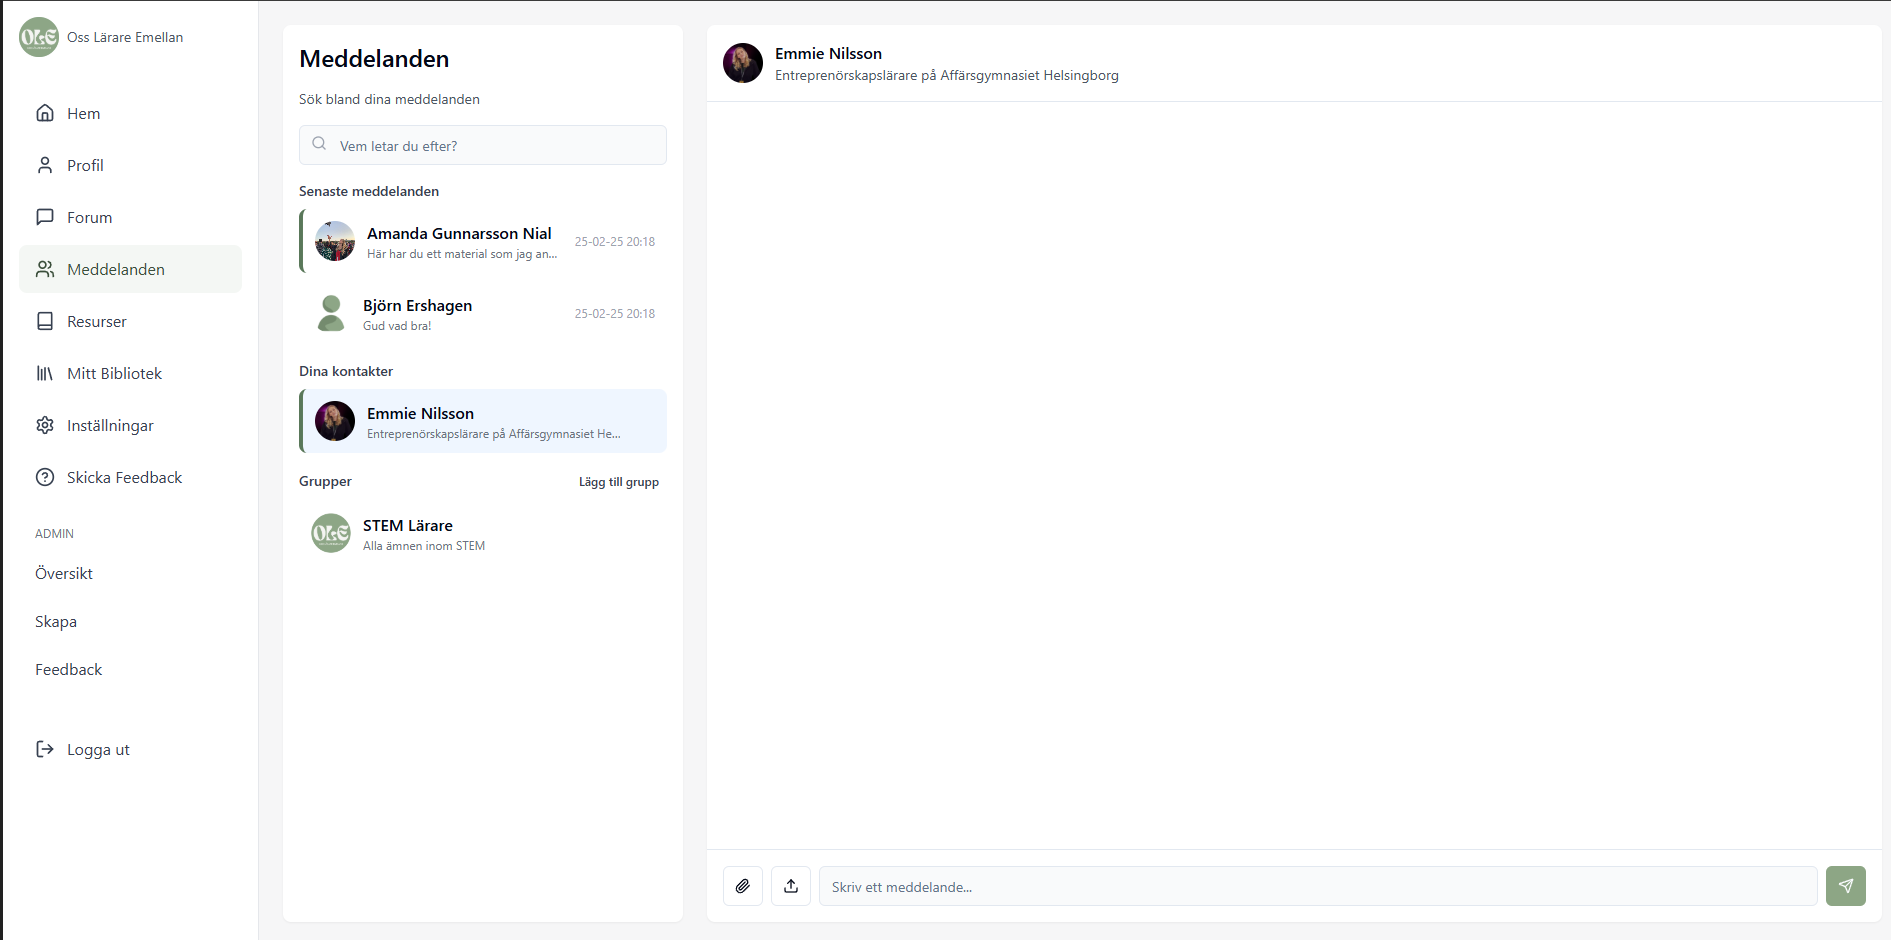 OLE
Oss Lärare Emellan
Hem
Profil
Forum
Meddelanden
Resurser
Mitt Bibliotek
Inställningar
Skicka Feedback
ADMIN
Översikt
Skapa
Feedback
Logga ut
Meddelanden
Sök bland dina meddelanden
Vem letar du efter?
Senaste meddelanden
Amanda Gunnarsson Nial
25-02-25 20:18
Här har du ett material som jag an...
Björn Ershagen
25-02-25 20:18
Gud vad bra!
Dina kontakter
Emmie Nilsson
Entreprenörskapslärare på Affärsgymnasiet He...
Grupper
Lägg till grupp
OLE
STEM Lärare
Alla ämnen inom STEM
Emmie Nilsson
Entreprenörskapslärare på Affärsgymnasiet Helsingborg
Skriv ett meddelande...